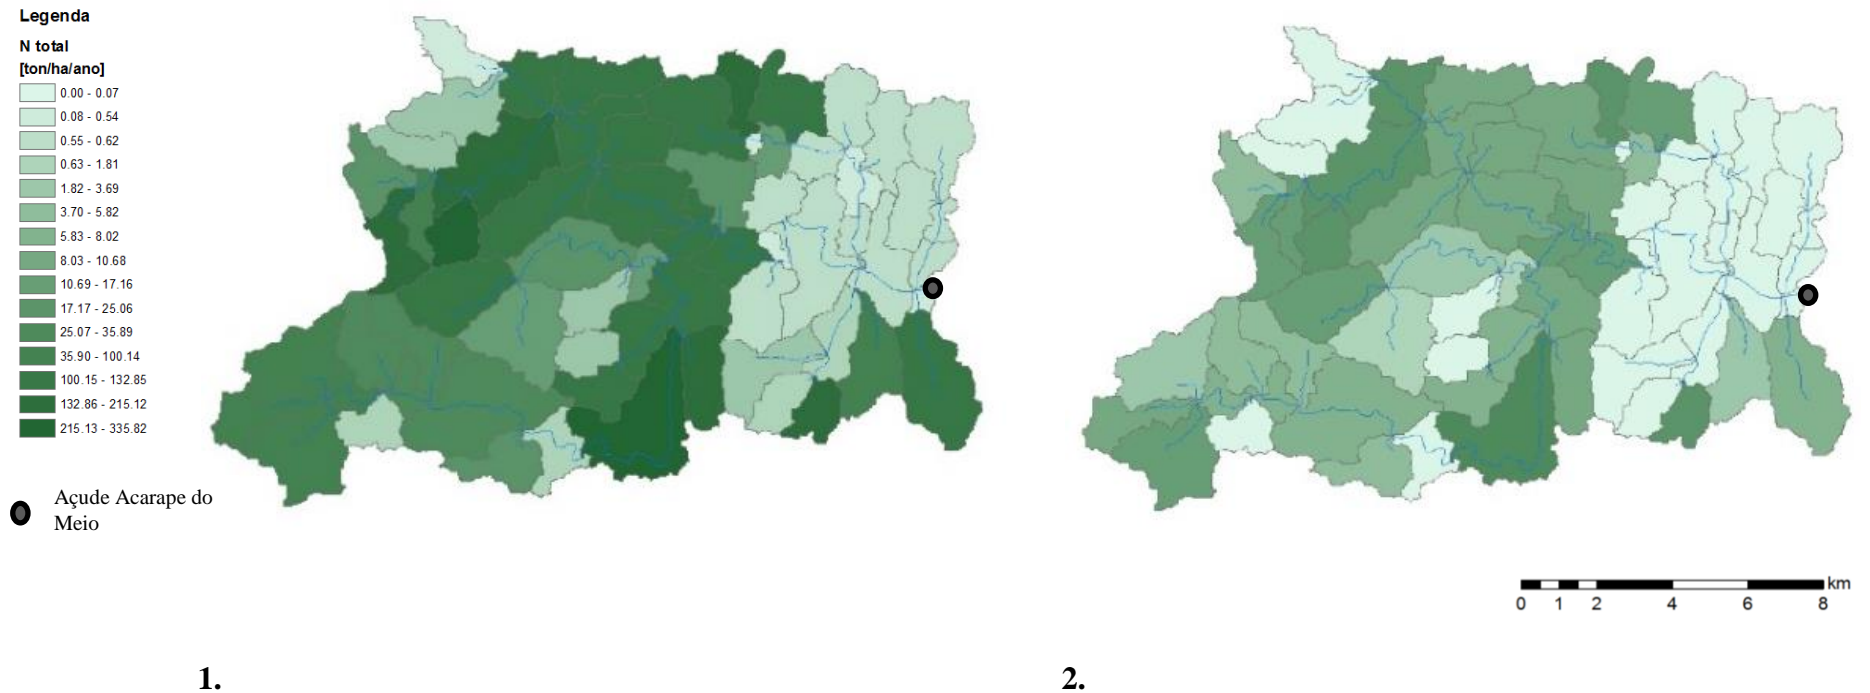 Legenda
N total
[ton/ha/ano]
0.00 - 0.07
0.08 - 0.54
0.55 - 0.62
0.63 - 1.81
1.82 - 3.69
3.70 - 5.82
5.83 - 8.02
8.03 - 10.68
10.69 - 17.16
17.17 - 25.06
25.07 - 35.89
35.90 - 100.14
100.15 - 132.85
132.86 - 215.12
215.13 - 335.82
Açude Acarape do
Meio
km
0 1 2 4 6 8
1. 2.